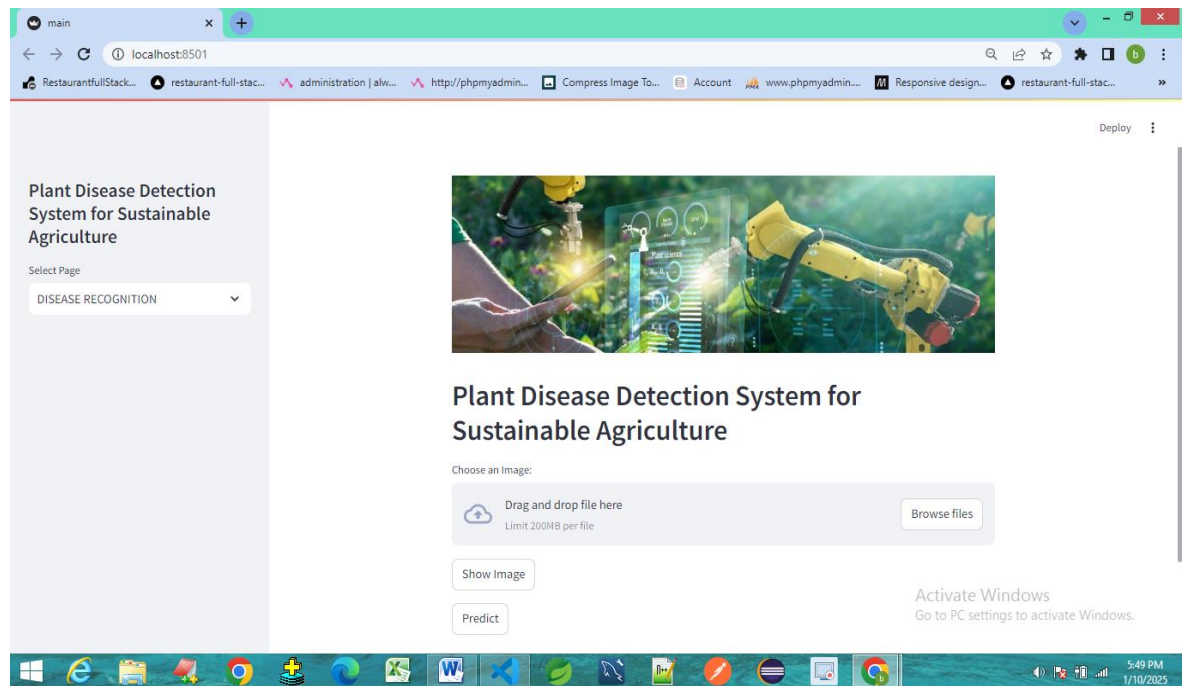 main
localhost:8501
RestaurantfullStack...
restaurant-full-stac...
administration | alw...
http://phpmyadmin...
Compress Image To...
Account
www.phpmyadmin....
Responsive design...
restaurant-full-stac...
»
Deploy
Plant Disease Detection
System for Sustainable
Agriculture
Select Page
DISEASE RECOGNITION
Plant Disease Detection System for
Sustainable Agriculture
Choose an Image:
Drag and drop file here
Limit 200MB per file
Browse files
Show Image
Predict
Activate Windows
Go to PC settings to activate Windows.
5:49 PM
1/10/2025